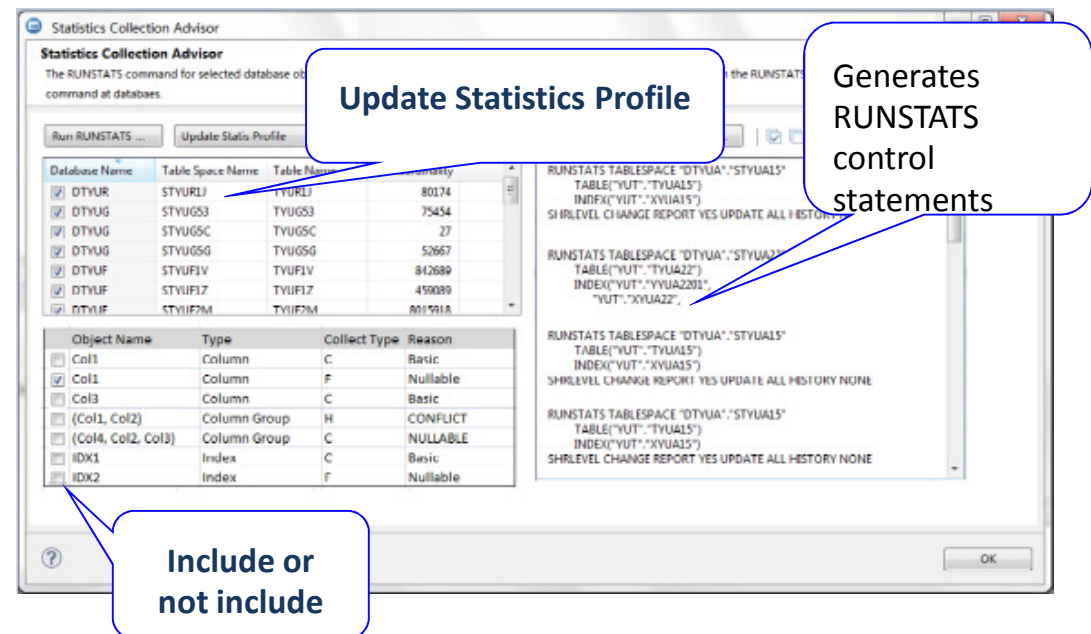 Statistics Collection Advisor
Statistics Collection Advisor
The RUNSTATS command for selected database ob
n the RUNSTATS
command at databaes.
Update Statistics Profile
Generates
RUNSTATS
control
statements
Run RUNSTATS ...
Update Statis Profile
Database Name Table Space Name Table Name
DTYUR STYUR1J TYUR1J 80174
DTYUG STYUG53 TYUG53 75454
DTYUG STYUG5C TYUG5C 27
DTYUG STYUG5G TYUG5G 52667
DTYUF STYUF1V TYUF1V 842689
DTYUF STYUF1Z TYUF1Z 459089
DTYUF STYUF2M TYUF2M 8015918
Object Name Type Collect Type Reason
Col1 Column C Basic
Col1 Column F Nullable
Col3 Column C Basic
(Col1, Col2) Column Group H CONFLICT
(Col4, Col2, Col3) Column Group C NULLABLE
IDX1 Index C Basic
IDX2 Index F Nullable
RUNSTATS TABLESPACE "DTYUA"."STYUA15"
TABLE("YUT"."TYUA15")
INDEX("YUT"."XYUA15")
SHRLEVEL CHANGE REPORT YES UPDATE ALL HISTORY
RUNSTATS TABLESPACE "DTYUA"."STYUA22"
TABLE("YUT"."TYUA22")
INDEX("YUT"."YYUA2201",
"YUT"."XYUA22",
RUNSTATS TABLESPACE "DTYUA"."STYUA15"
TABLE("YUT"."TYUA15")
INDEX("YUT"."XYUA15")
SHRLEVEL CHANGE REPORT YES UPDATE ALL HISTORY NONE
RUNSTATS TABLESPACE "DTYUA"."STYUA15"
TABLE("YUT"."TYUA15")
INDEX("YUT"."XYUA15")
SHRLEVEL CHANGE REPORT YES UPDATE ALL HISTORY NONE
Include or
not include
OK